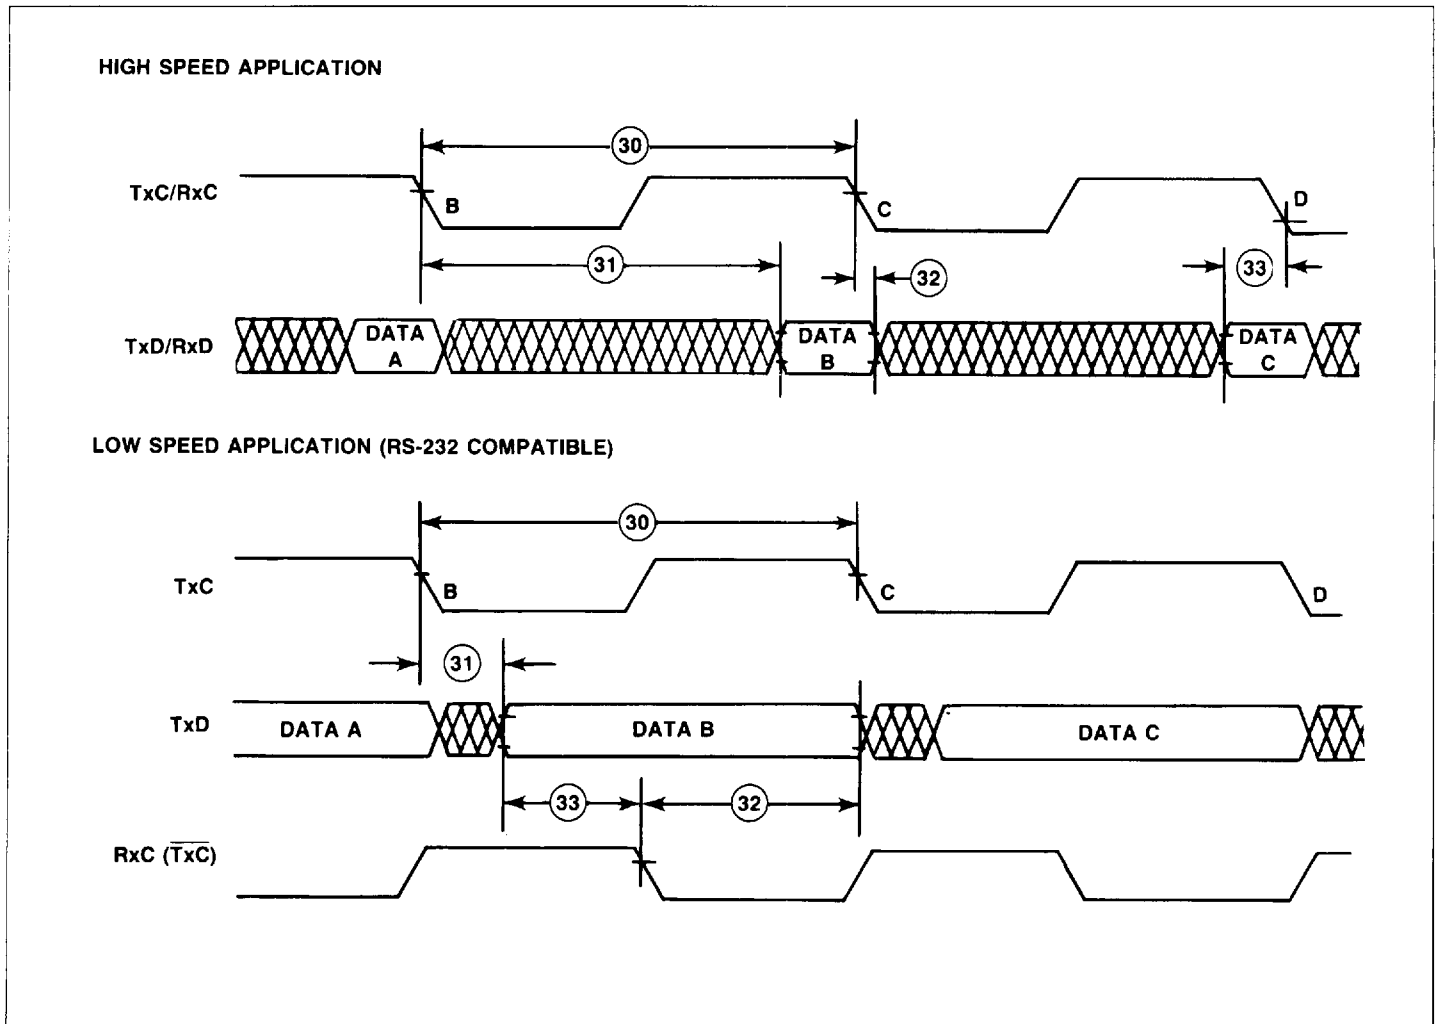 HIGH SPEED APPLICATION
30
TxC/RxC
B
C
D
31
32
33
TxD/RxD
DATA A
DATA B
DATA C
LOW SPEED APPLICATION (RS-232 COMPATIBLE)
30
TxC
B
C
D
31
TxD
DATA A
DATA B
DATA C
33
32
RxC (T̅x̅C̅)